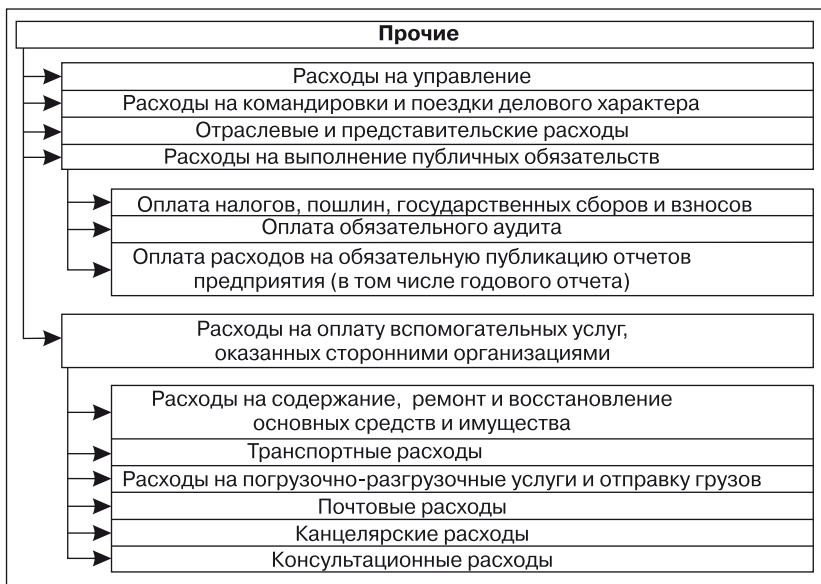 Прочие
Расходы на управление
Расходы на командировки и поездки делового характера
Отраслевые и представительские расходы
Расходы на выполнение публичных обязательств
Оплата налогов, пошлин, государственных сборов и взносов
Оплата обязательного аудита
Оплата расходов на обязательную публикацию отчетов
предприятия (в том числе годового отчета)
Расходы на оплату вспомогательных услуг,
оказанных сторонними организациями
Расходы на содержание, ремонт и восстановление
основных средств и имущества
Транспортные расходы
Расходы на погрузочно-разгрузочные услуги и отправку грузов
Почтовые расходы
Канцелярские расходы
Консультационные расходы